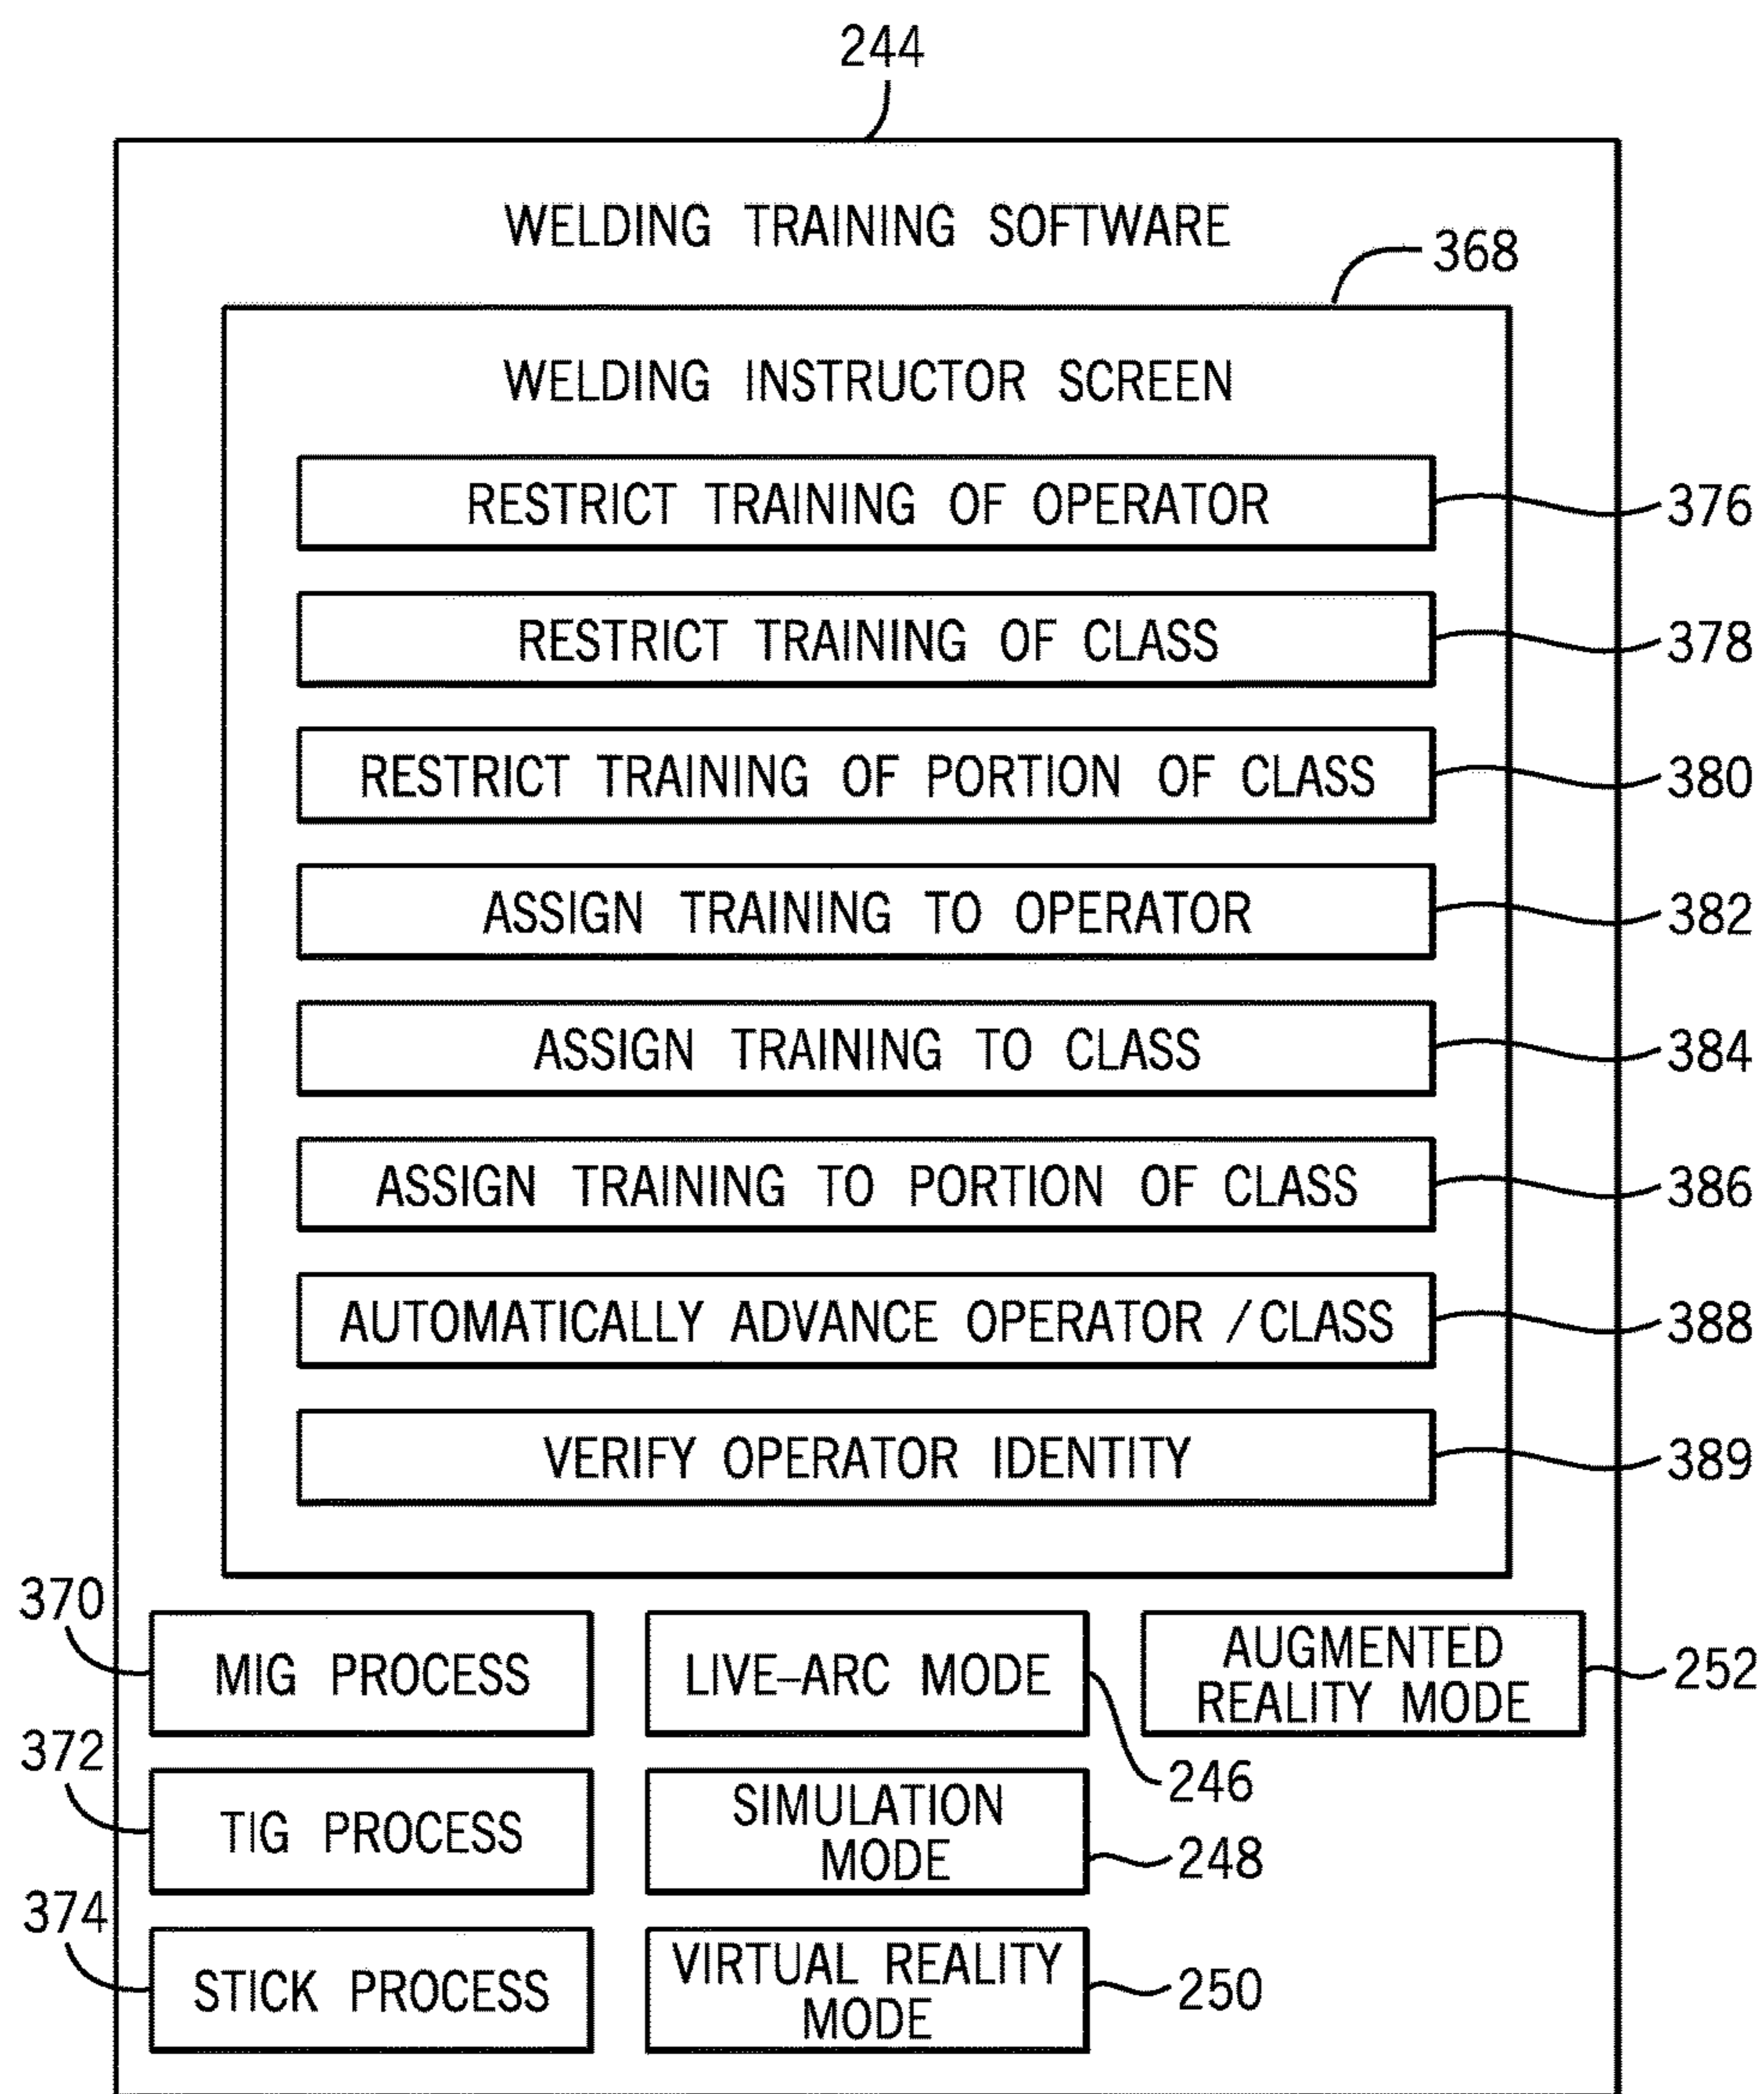 244
WELDING TRAINING SOFTWARE
368
WELDING INSTRUCTOR SCREEN
RESTRICT TRAINING OF OPERATOR
376
RESTRICT TRAINING OF CLASS
378
RESTRICT TRAINING OF PORTION OF CLASS
380
ASSIGN TRAINING TO OPERATOR
382
ASSIGN TRAINING TO CLASS
384
ASSIGN TRAINING TO PORTION OF CLASS
386
AUTOMATICALLY ADVANCE OPERATOR / CLASS
388
VERIFY OPERATOR IDENTITY
389
370
MIG PROCESS
LIVE–ARC MODE
246
AUGMENTED
REALITY MODE
252
372
TIG PROCESS
SIMULATION
MODE
248
374
STICK PROCESS
VIRTUAL REALITY
MODE
250